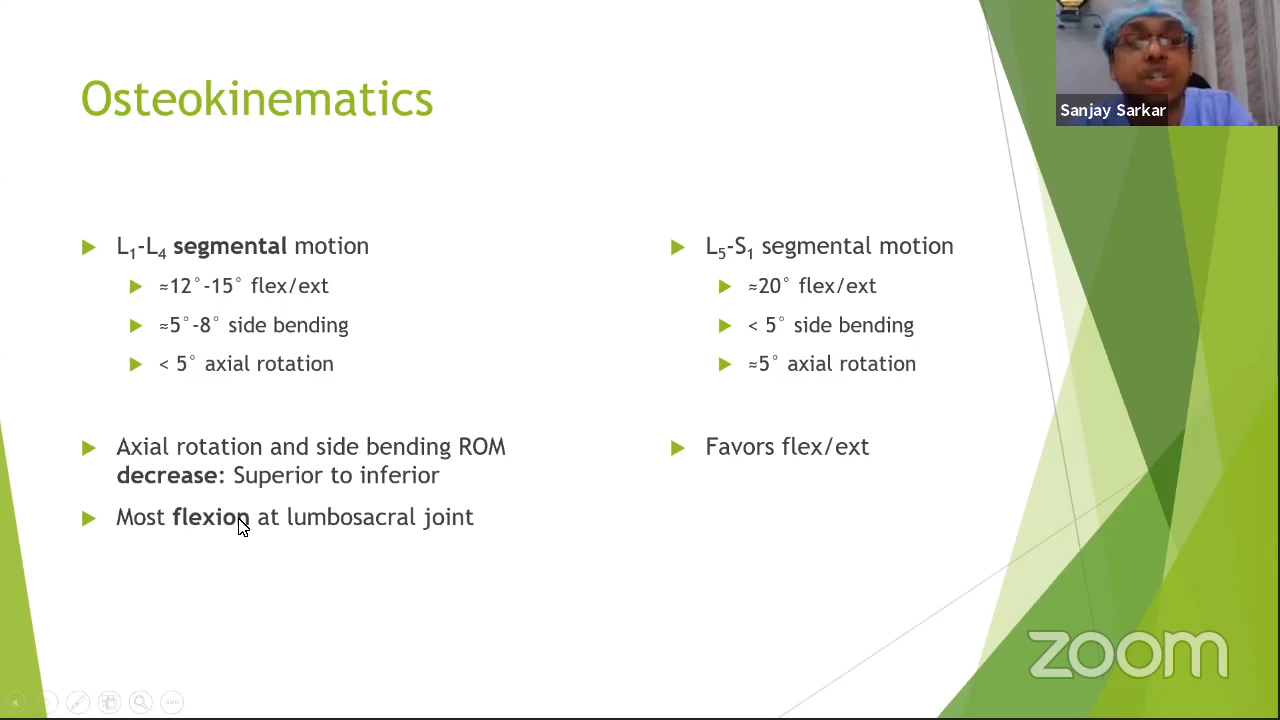 Osteokinematics
L₁-L₄ segmental motion
≈12°-15° flex/ext
≈5°-8° side bending
< 5° axial rotation
Axial rotation and side bending ROM
decrease: Superior to inferior
Most flexion at lumbosacral joint
L₅-S₁ segmental motion
≈20° flex/ext
< 5° side bending
≈5° axial rotation
Favors flex/ext
Sanjay Sarkar
zoom